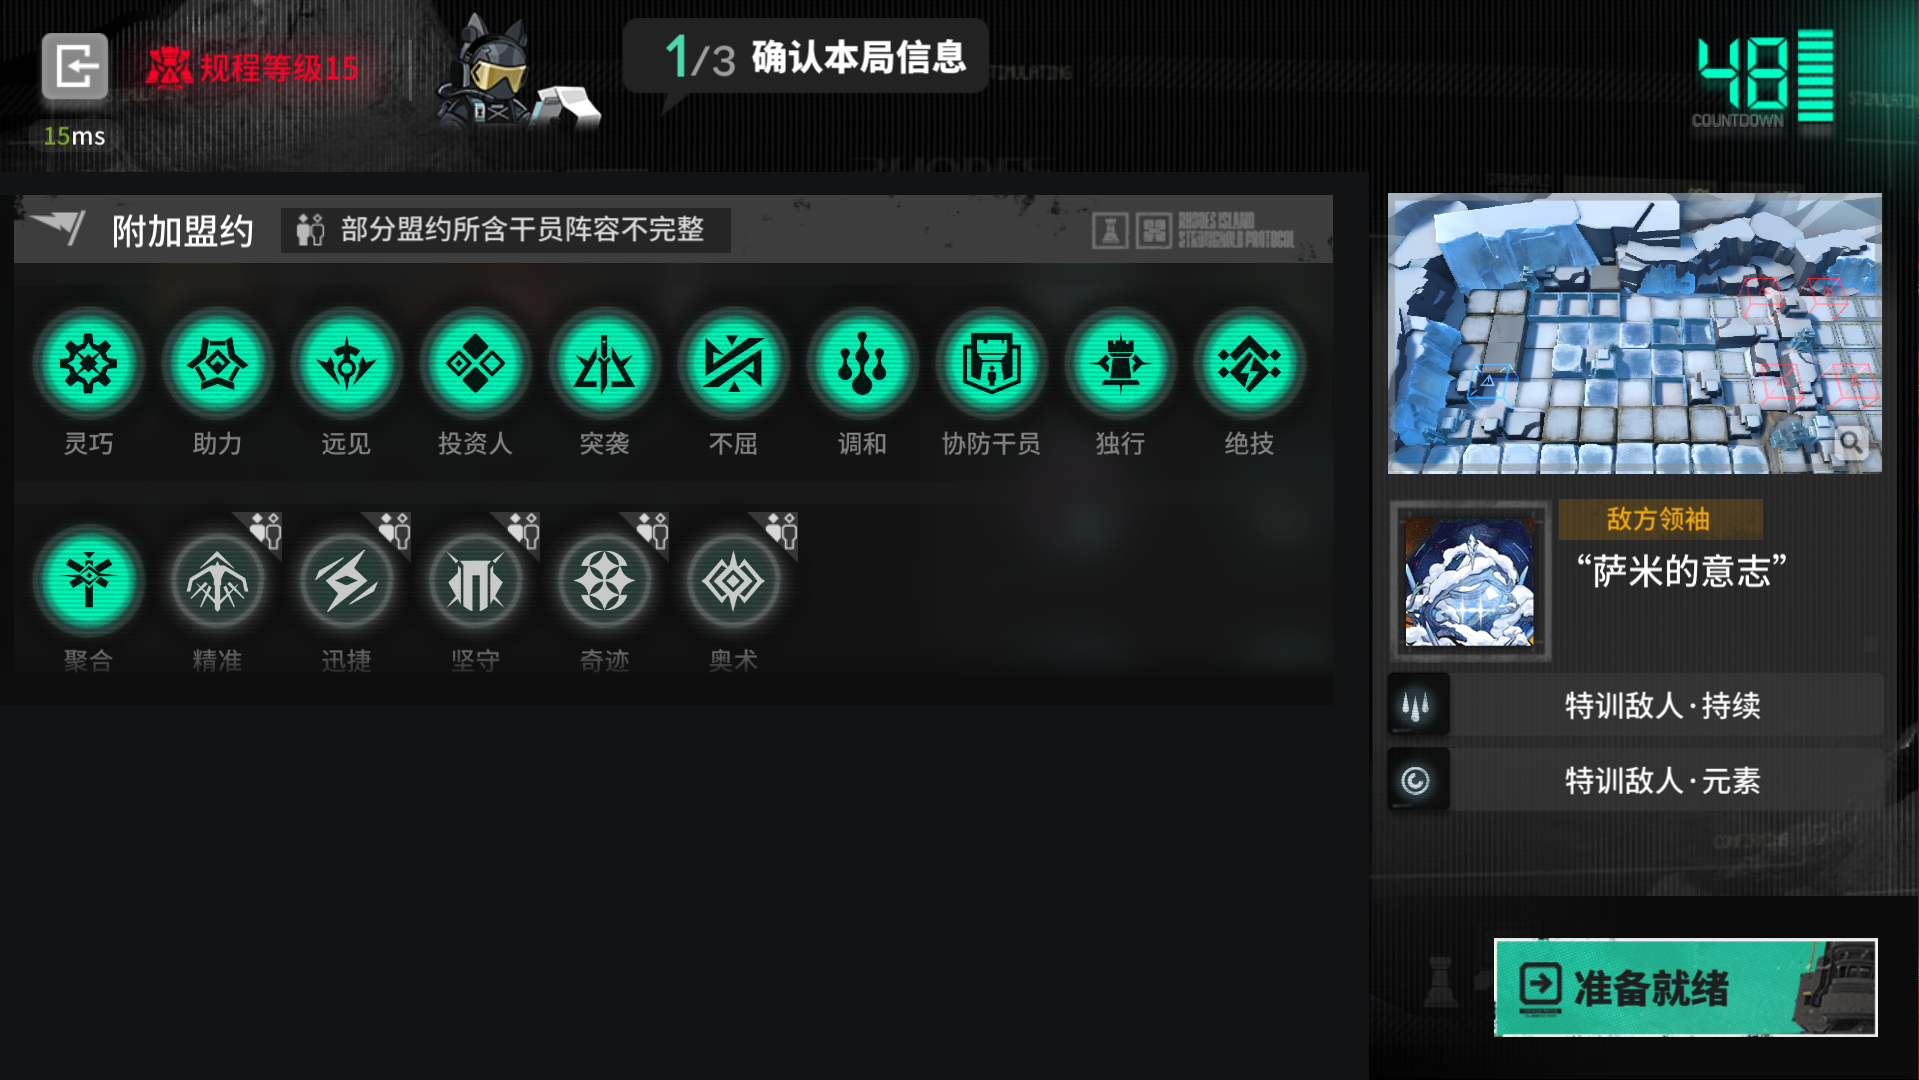 规程等级15
1/3 确认本局信息
48
COUNTDOWN
15ms
附加盟约
部分盟约所含干员阵容不完整
RHODES ISLAND
STRONGHOLD PROTOCOL
灵巧 助力 远见 投资人 突袭 不屈 调和 协防干员 独行 绝技
聚合 精准 迅捷 坚守 奇迹 奥术
敌方领袖
“萨米的意志”
特训敌人·持续
特训敌人·元素
准备就绪